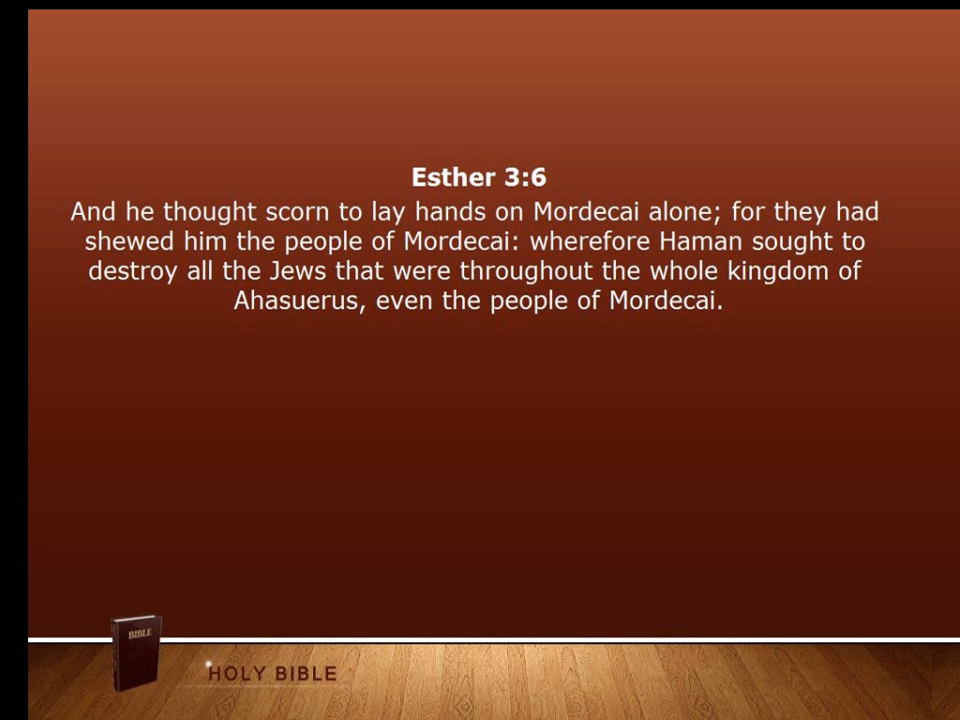 Esther 3:6
And he thought scorn to lay hands on Mordecai alone; for they had
shewed him the people of Mordecai: wherefore Haman sought to
destroy all the Jews that were throughout the whole kingdom of
Ahasuerus, even the people of Mordecai.
BIBLE
HOLY BIBLE